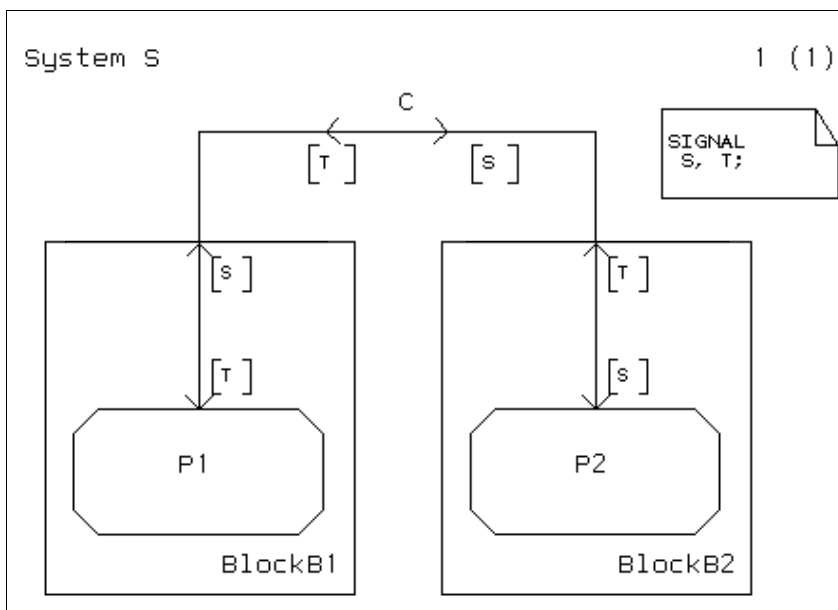 System S
1 (1)
C
SIGNAL
S, T;
[T]
[S]
[S]
[T]
[T]
[S]
P1
P2
BlockB1
BlockB2